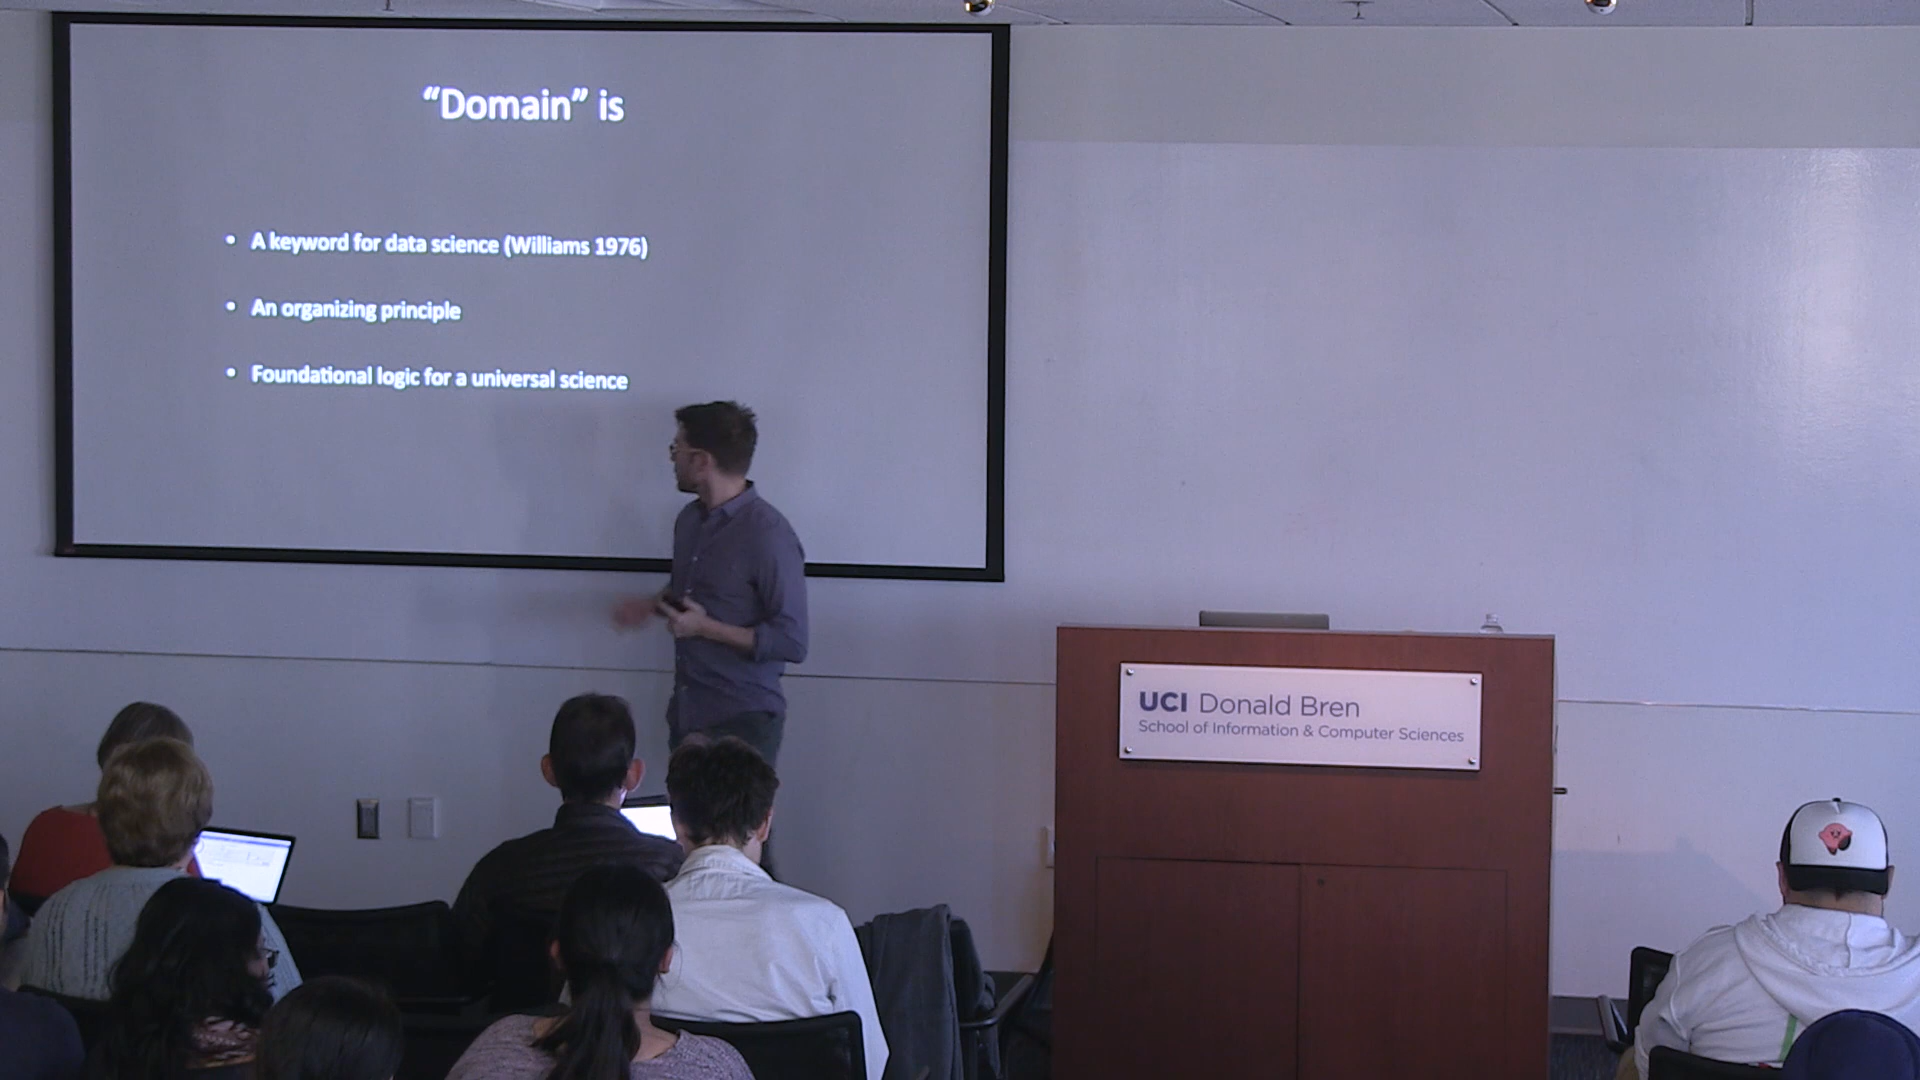 “Domain” is
• A keyword for data science (Williams 1976)
• An organizing principle
• Foundational logic for a universal science
UCI Donald Bren
School of Information & Computer Sciences